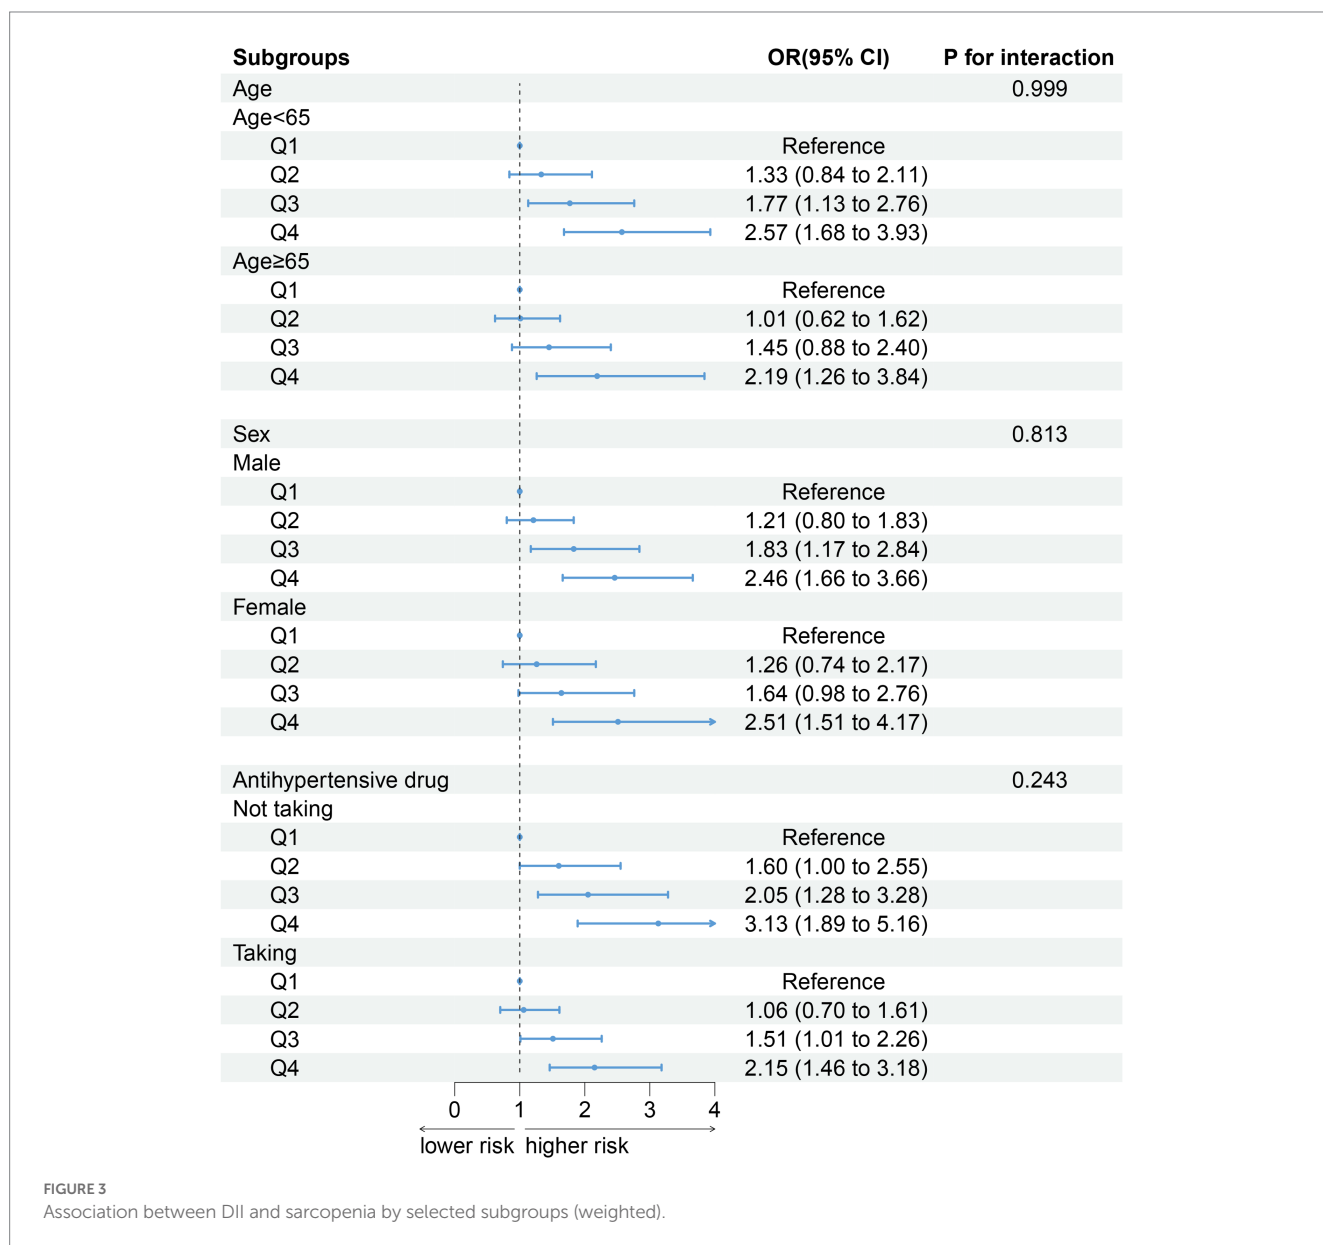 Subgroups OR(95% CI) P for interaction
Age 0.999
Age<65
Q1 Reference
Q2 1.33 (0.84 to 2.11)
Q3 1.77 (1.13 to 2.76)
Q4 2.57 (1.68 to 3.93)
Age≥65
Q1 Reference
Q2 1.01 (0.62 to 1.62)
Q3 1.45 (0.88 to 2.40)
Q4 2.19 (1.26 to 3.84)
Sex 0.813
Male
Q1 Reference
Q2 1.21 (0.80 to 1.83)
Q3 1.83 (1.17 to 2.84)
Q4 2.46 (1.66 to 3.66)
Female
Q1 Reference
Q2 1.26 (0.74 to 2.17)
Q3 1.64 (0.98 to 2.76)
Q4 2.51 (1.51 to 4.17)
Antihypertensive drug 0.243
Not taking
Q1 Reference
Q2 1.60 (1.00 to 2.55)
Q3 2.05 (1.28 to 3.28)
Q4 3.13 (1.89 to 5.16)
Taking
Q1 Reference
Q2 1.06 (0.70 to 1.61)
Q3 1.51 (1.01 to 2.26)
Q4 2.15 (1.46 to 3.18)
0 1 2 3 4
lower risk higher risk
FIGURE 3
Association between DII and sarcopenia by selected subgroups (weighted).